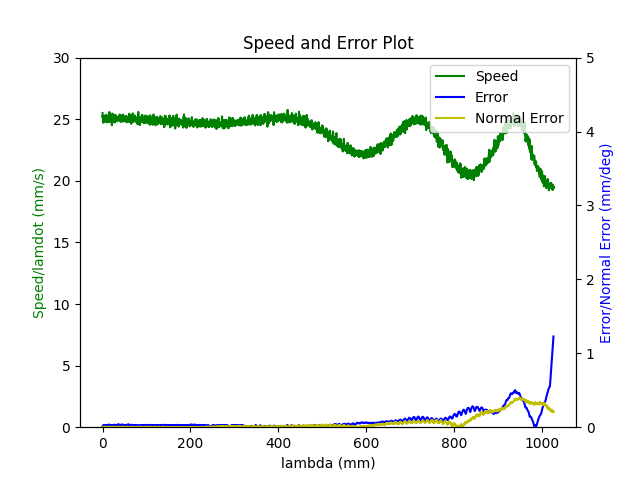 Speed and Error Plot
Speed
Error
Normal Error
30
25
20
15
10
5
0
Speed/lamdot (mm/s)
5
4
3
2
1
0
Error/Normal Error (mm/deg)
0
200
400
600
800
1000
lambda (mm)